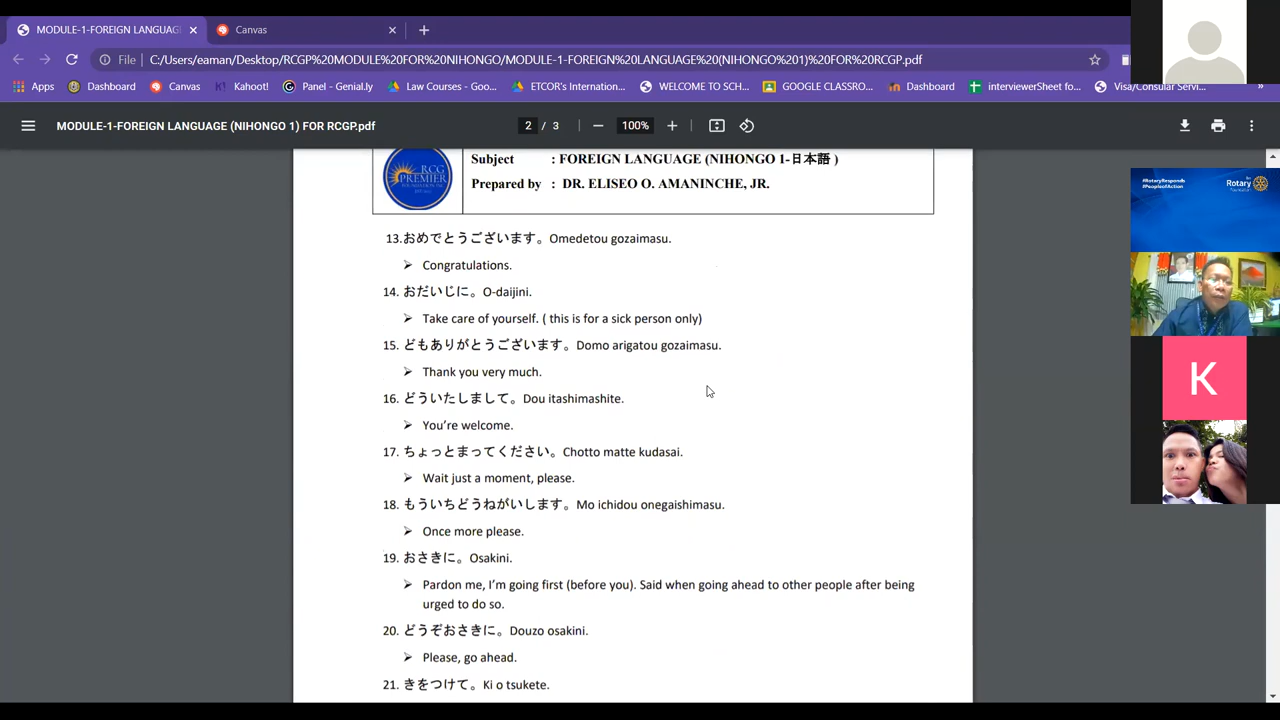 MODULE-1-FOREIGN LANGUAG
Canvas
File
C:/Users/eaman/Desktop/RCGP%20MODULE%20FOR%20NIHONGO/MODULE-1-FOREIGN%20LANGUAGE%20(NIHONGO%201)%20FOR%20RCGP.pdf
Apps Dashboard Canvas Kahoot! Panel - Genial.ly Law Courses - Goo... ETCOR's Internation... WELCOME TO SCH... GOOGLE CLASSRO... Dashboard interviewerSheet fo... Visa/Consular Servi... »
MODULE-1-FOREIGN LANGUAGE (NIHONGO 1) FOR RCGP.pdf 2 / 3 100%
RCG
PREMIER
Subject : FOREIGN LANGUAGE (NIHONGO 1-日本語 )
Prepared by : DR. ELISEO O. AMANINCHE, JR.
13.おめでとうございます。Omedetou gozaimasu.
Congratulations.
14. おだいじに。O-daijini.
Take care of yourself. ( this is for a sick person only)
15. どもありがとうございます。Domo arigatou gozaimasu.
Thank you very much.
16. どういたしまして。Dou itashimashite.
You’re welcome.
17. ちょっとまってください。Chotto matte kudasai.
Wait just a moment, please.
18. もういちどうねがいします。Mo ichidou onegaishimasu.
Once more please.
19. おさきに。Osakini.
Pardon me, I’m going first (before you). Said when going ahead to other people after being
urged to do so.
20. どうぞおさきに。Douzo osakini.
Please, go ahead.
21. きをつけて。Ki o tsukete.
#RotaryResponds
#PeopleofAction
Rotary
K